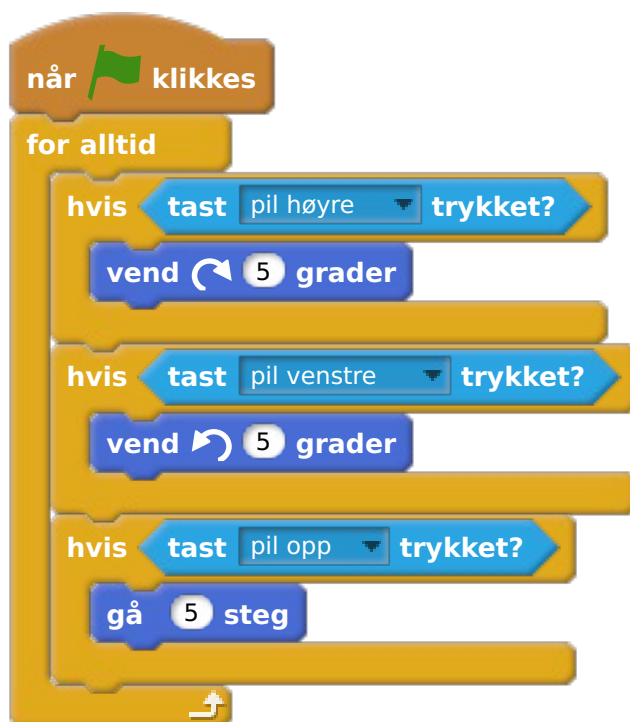 når klikkes
for alltid
hvis tast pil høyre trykket?
vend 5 grader
hvis tast pil venstre trykket?
vend 5 grader
hvis tast pil opp trykket?
gå 5 steg